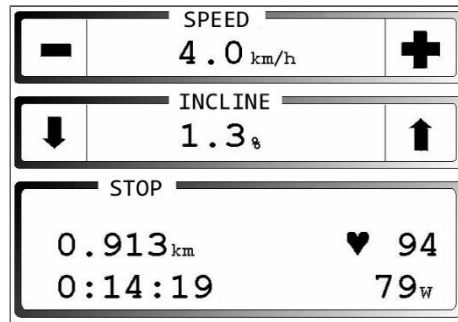 SPEED
4.0 km/h
INCLINE
1.3 %
STOP
0.913 km ♥ 94
0:14:19 79 W